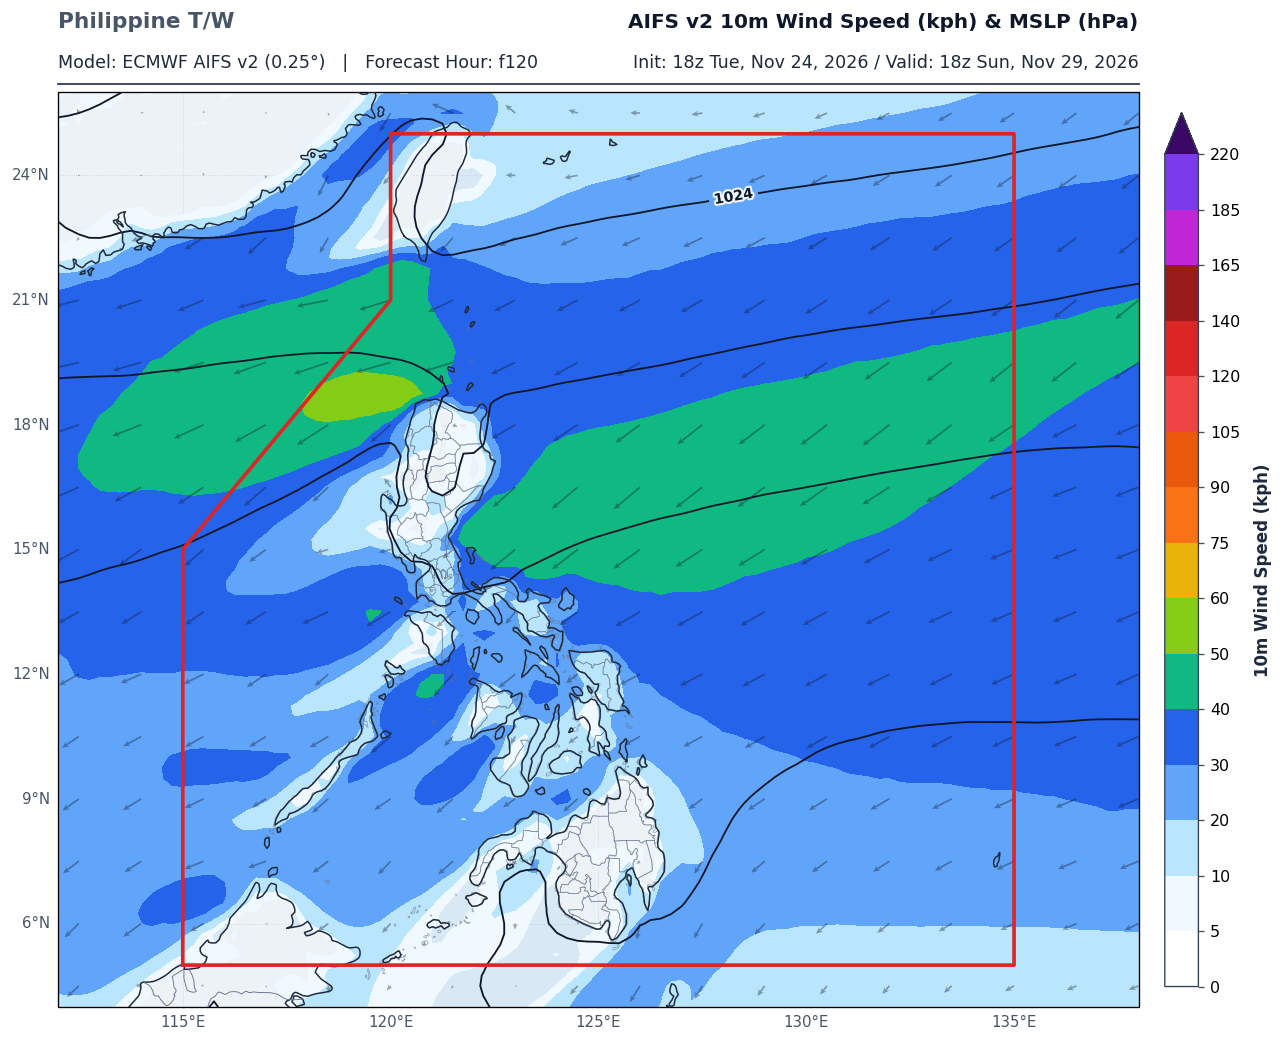 Philippine T/W
AIFS v2 10m Wind Speed (kph) & MSLP (hPa)
Model: ECMWF AIFS v2 (0.25°) | Forecast Hour: f120
Init: 18z Tue, Nov 24, 2026 / Valid: 18z Sun, Nov 29, 2026
24°N
21°N
18°N
15°N
12°N
9°N
6°N
1024
115°E
120°E
125°E
130°E
135°E
220
185
165
140
120
105
90
75
60
50
40
30
20
10
5
0
10m Wind Speed (kph)